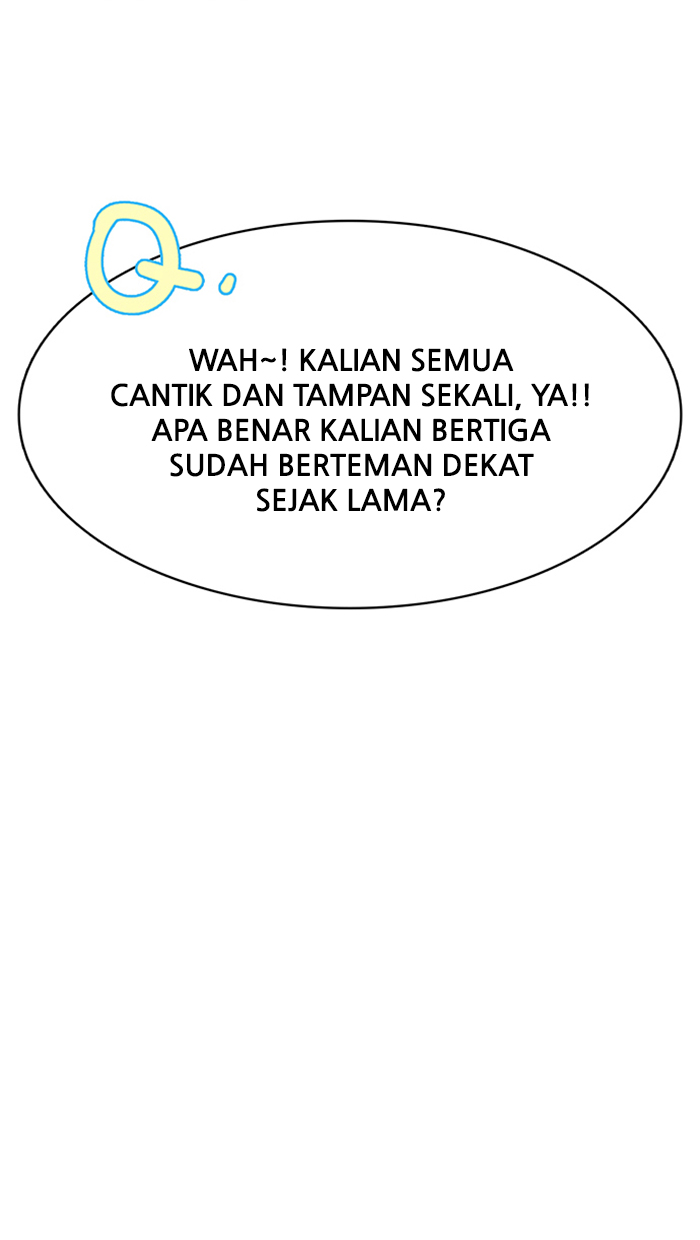 Q.
WAH~! KALIAN SEMUA
CANTIK DAN TAMPAN SEKALI, YA!!
APA BENAR KALIAN BERTIGA
SUDAH BERTEMAN DEKAT
SEJAK LAMA?